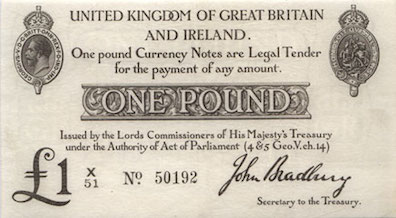 UNITED KINGDOM OF GREAT BRITAIN
AND IRELAND.
One pound Currency Notes are Legal Tender
for the payment of any amount.
ONE POUND
Issued by the Lords Commissioners of His Majesty's Treasury
under the Authority of Act of Parliament (4 & 5 Geo.V.ch.14)
£1 X/51 No 50192 John Bradbury
Secretary to the Treasury.